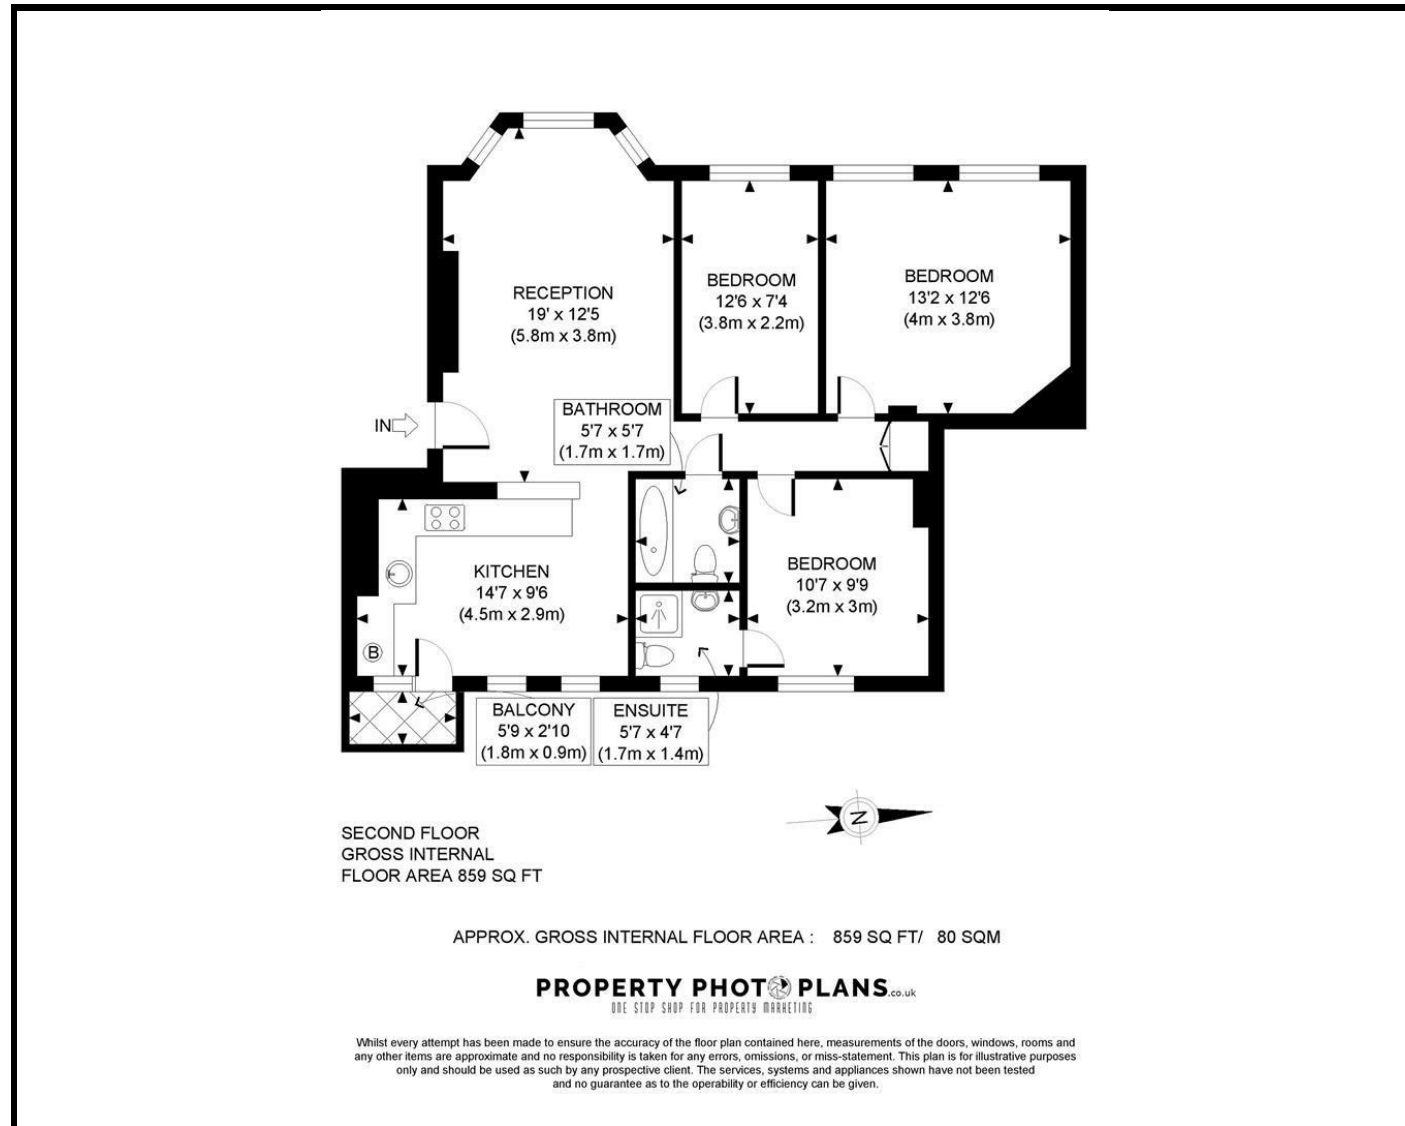 RECEPTION
19' x 12'5
(5.8m x 3.8m)
BEDROOM
12'6 x 7'4
(3.8m x 2.2m)
BEDROOM
13'2 x 12'6
(4m x 3.8m)
IN
BATHROOM
5'7 x 5'7
(1.7m x 1.7m)
KITCHEN
14'7 x 9'6
(4.5m x 2.9m)
BEDROOM
10'7 x 9'9
(3.2m x 3m)
B
BALCONY
5'9 x 2'10
(1.8m x 0.9m)
ENSUITE
5'7 x 4'7
(1.7m x 1.4m)
N
SECOND FLOOR
GROSS INTERNAL
FLOOR AREA 859 SQ FT
APPROX. GROSS INTERNAL FLOOR AREA : 859 SQ FT/ 80 SQM
PROPERTY PHOTO PLANS.co.uk
ONE STOP SHOP FOR PROPERTY MARKETING
Whilst every attempt has been made to ensure the accuracy of the floor plan contained here, measurements of the doors, windows, rooms and
any other items are approximate and no responsibility is taken for any errors, omissions, or miss-statement. This plan is for illustrative purposes
only and should be used as such by any prospective client. The services, systems and appliances shown have not been tested
and no guarantee as to the operability or efficiency can be given.